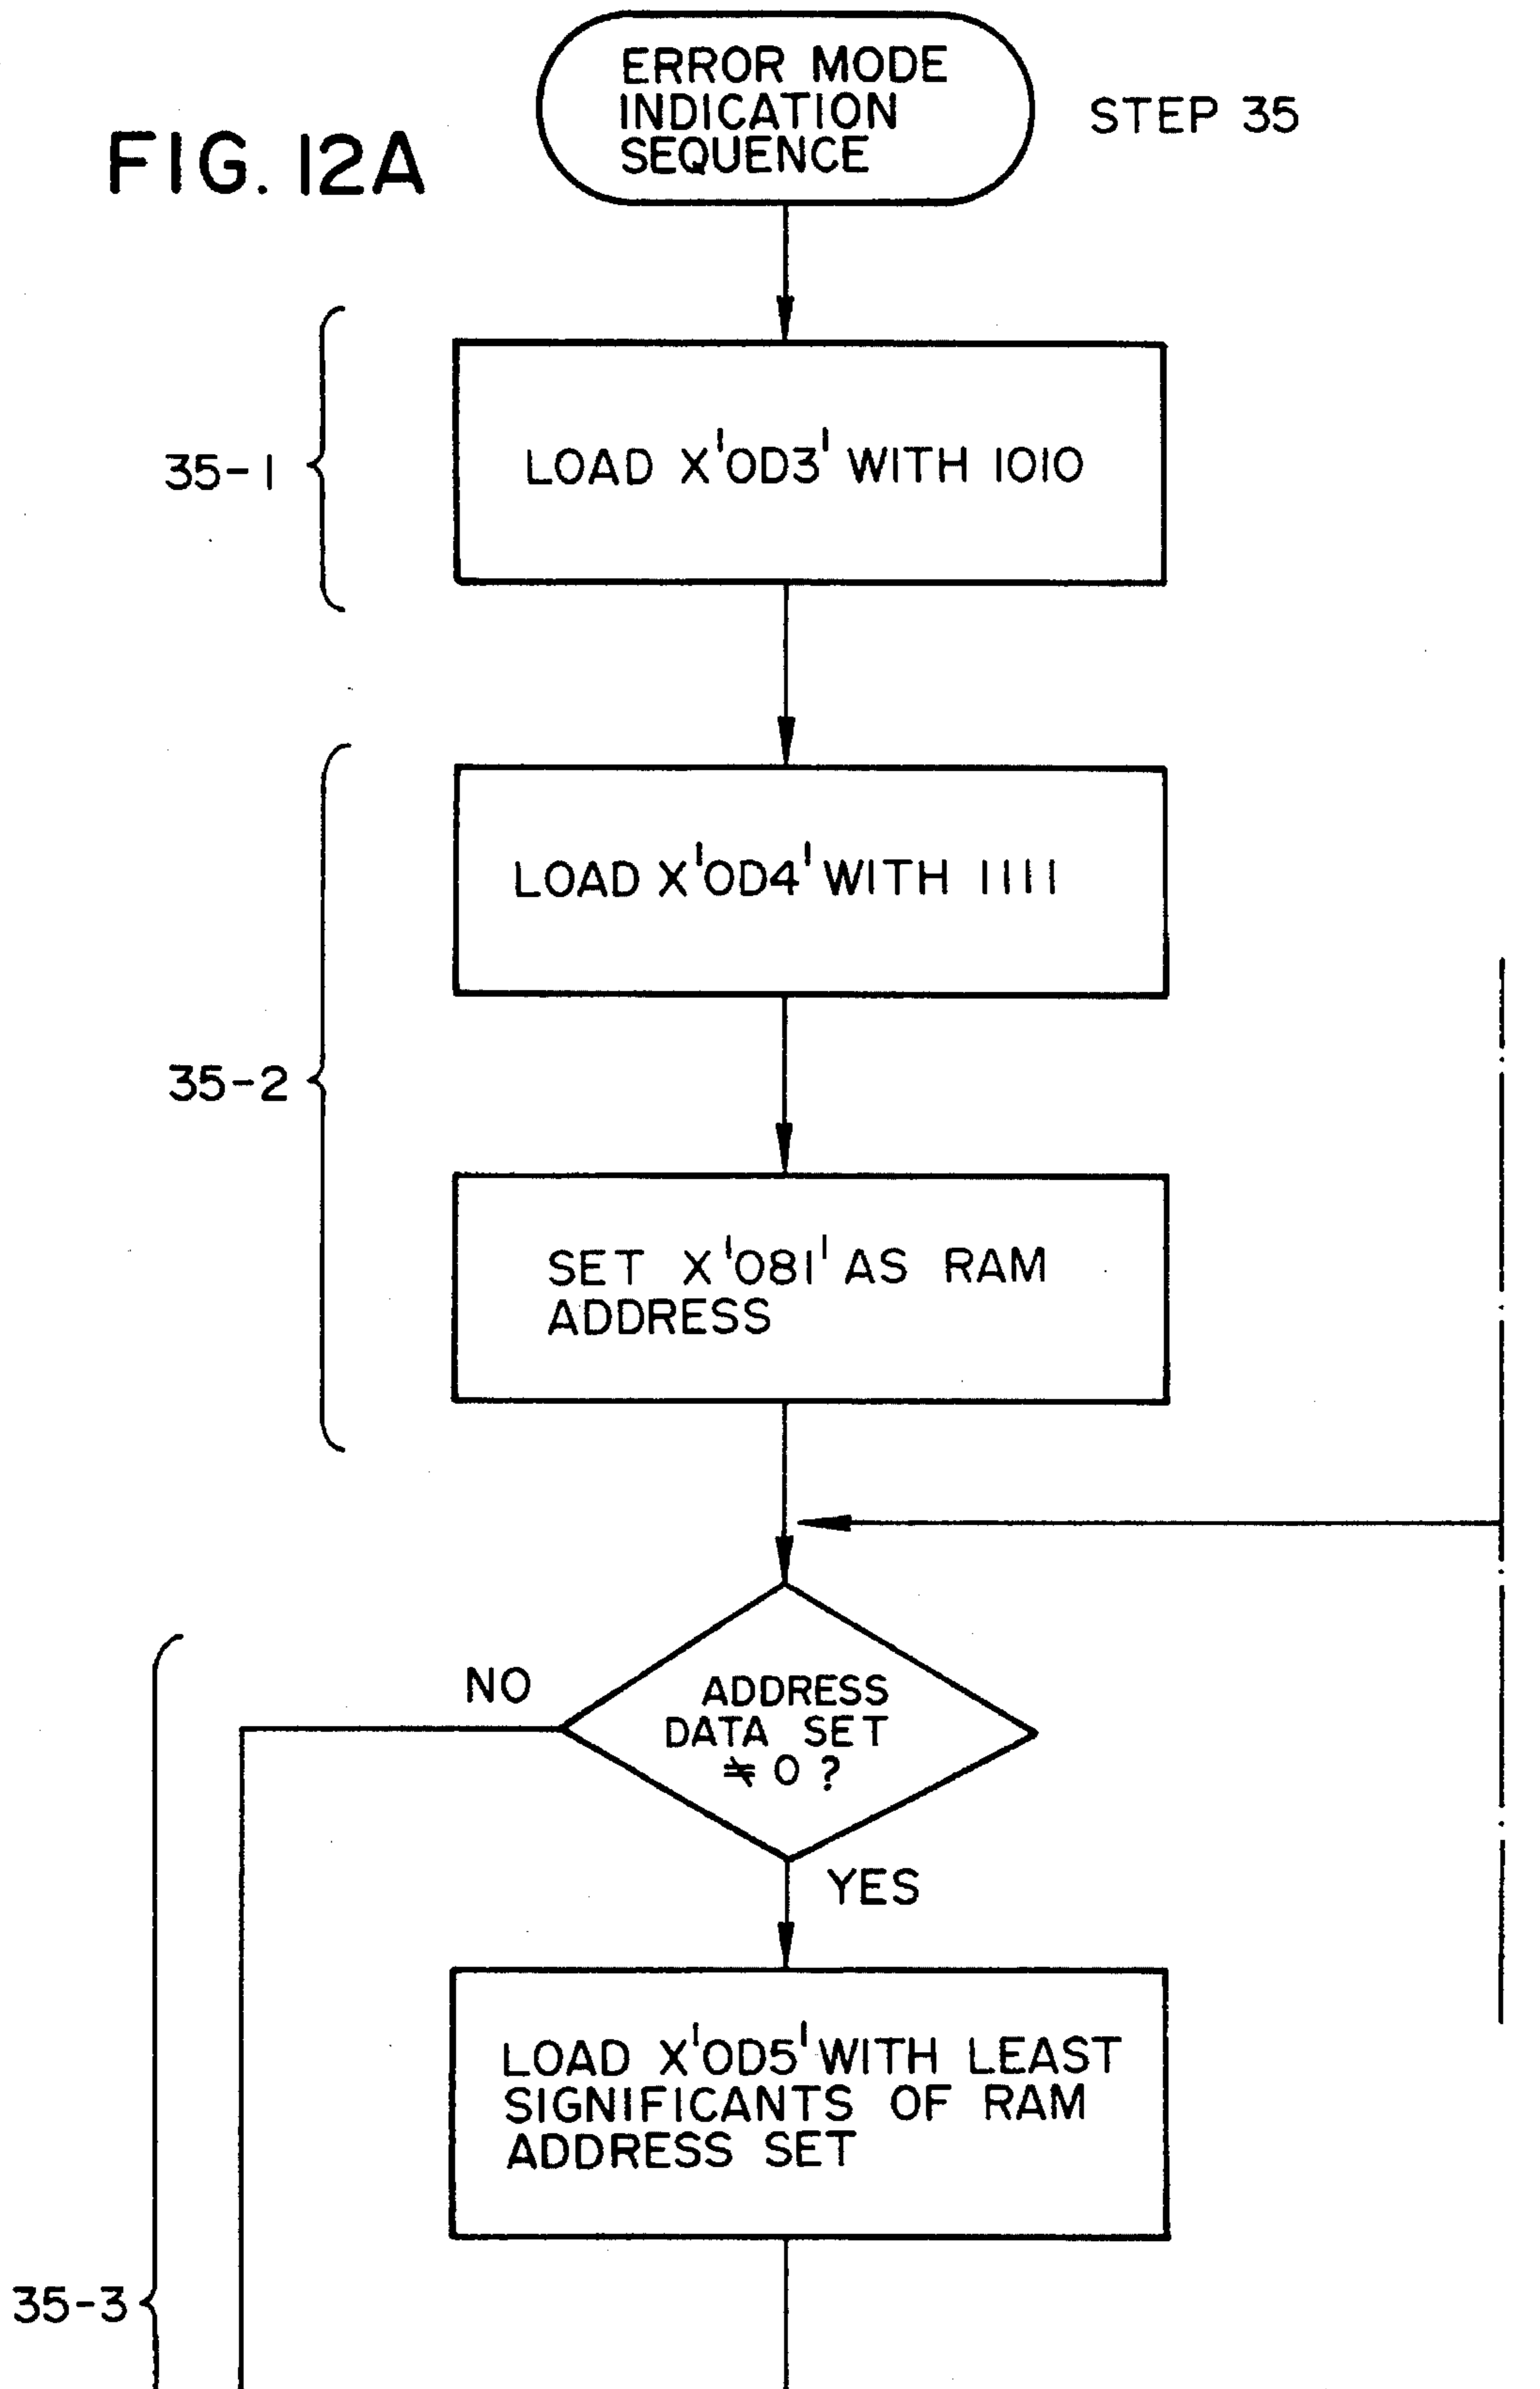 FIG. 12A
ERROR MODE
INDICATION
SEQUENCE
STEP 35
35-1
LOAD X'0D3' WITH 1010
35-2
LOAD X'0D4' WITH 1111
SET X'081' AS RAM
ADDRESS
NO
ADDRESS
DATA SET
≠ 0 ?
YES
LOAD X'0D5' WITH LEAST
SIGNIFICANTS OF RAM
ADDRESS SET
35-3